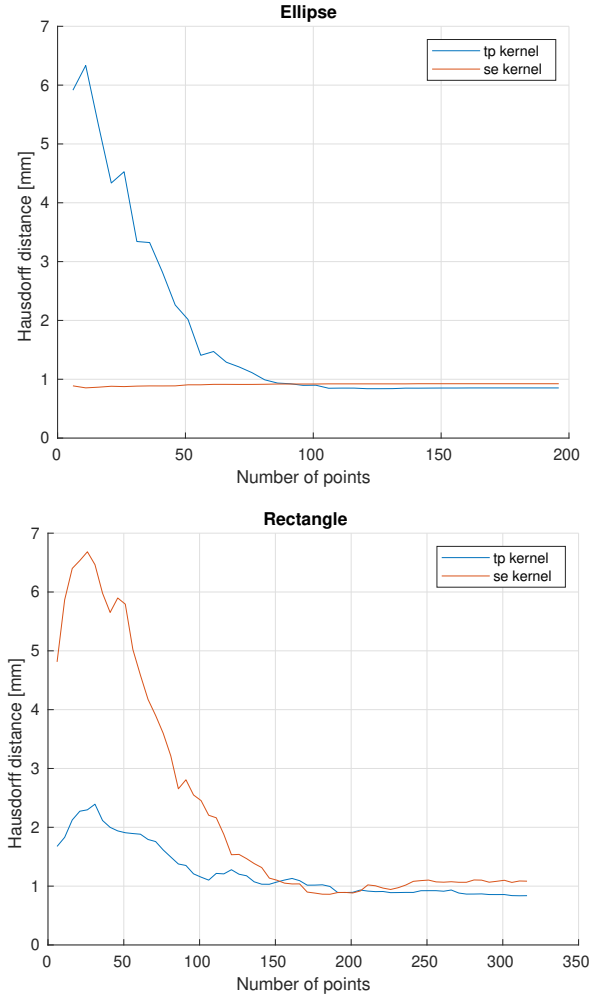 Ellipse
7
6
5
4
3
2
1
0
Hausdorff distance [mm]
tp kernel
se kernel
0
50
100
150
200
Number of points
Rectangle
7
6
5
4
3
2
1
0
Hausdorff distance [mm]
tp kernel
se kernel
0
50
100
150
200
250
300
350
Number of points